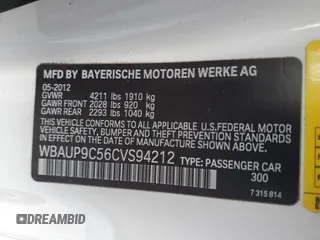 MFD BY BAYERISCHE MOTOREN WERKE AG
05-2012
GVWR 4211 lbs 1910 kg
GAWR FRONT 2028 lbs 920 kg
GAWR REAR 2293 lbs 1040 kg
THIS VEHICLE CONFORMS TO ALL APPLICABLE U.S. FEDERAL MOTOR
VEHICLE SAFETY, BUMPER, AND THEFT PREVENTION STANDARDS
IN EFFECT ON THE DATE OF MANUFACTURE SHOWN ABOVE.
WBAUP9C56CVS94212 TYPE: PASSENGER CAR
300
7 315 814